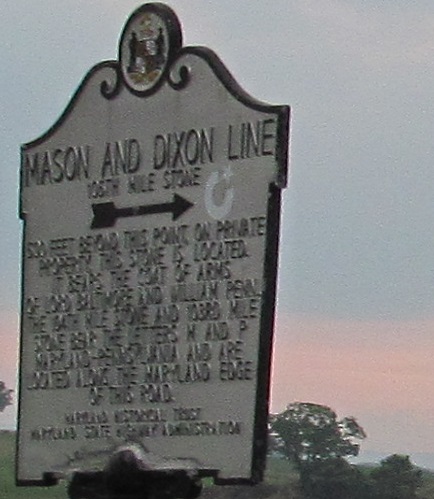 MASON AND DIXON LINE
105TH MILE STONE
500 FEET BEYOND THIS POINT ON PRIVATE
PROPERTY THIS STONE IS LOCATED.
IT BEARS THE COAT OF ARMS
OF LORD BALTIMORE AND WILLIAM PENN.
THE 104TH MILE STONE AND 103RD MILE
STONE BEAR THE LETTERS M AND P
MARYLAND-PENNSYLVANIA AND ARE
LOCATED ALONG THE MARYLAND EDGE
OF THIS ROAD.
MARYLAND HISTORICAL TRUST
MARYLAND STATE HIGHWAY ADMINISTRATION